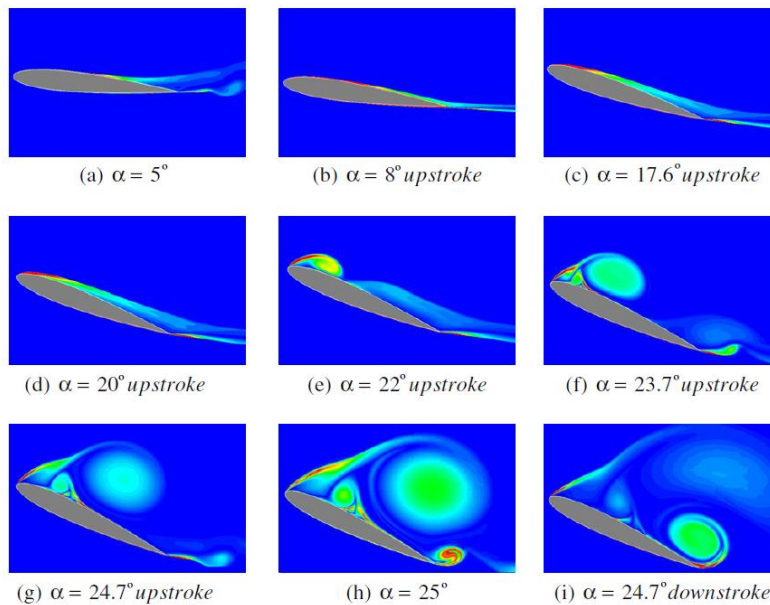 (a) α = 5° (b) α = 8° upstroke (c) α = 17.6° upstroke
(d) α = 20° upstroke (e) α = 22° upstroke (f) α = 23.7° upstroke
(g) α = 24.7° upstroke (h) α = 25° (i) α = 24.7° downstroke